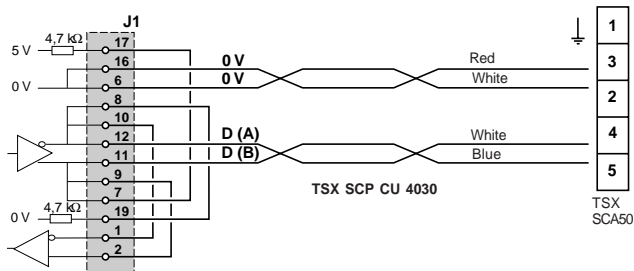 J1
5 V 4,7 kΩ 17
16 0 V Red 1
0 V 6 0 V White 3
8 2
10
12 D (A) White 4
11 D (B) Blue 5
9 TSX SCP CU 4030
7 TSX
0 V 4,7 kΩ 19 SCA50
1
2